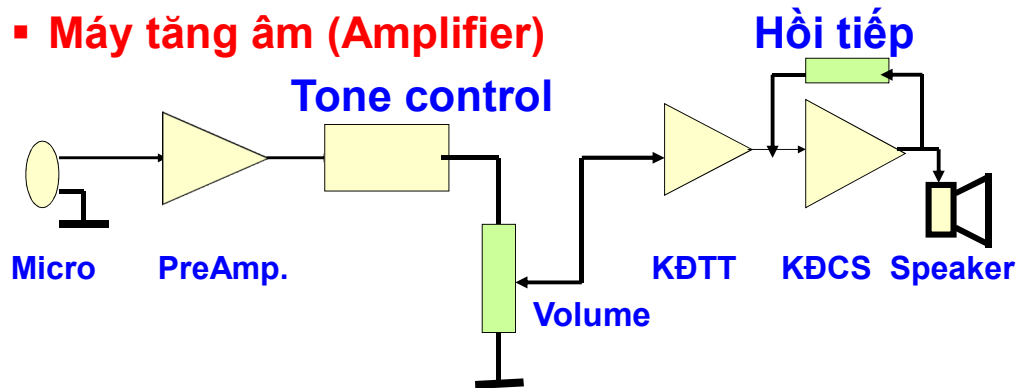 ▪ Máy tăng âm (Amplifier)
Hồi tiếp
Tone control
Micro
PreAmp.
KĐTT
KĐCS
Speaker
Volume